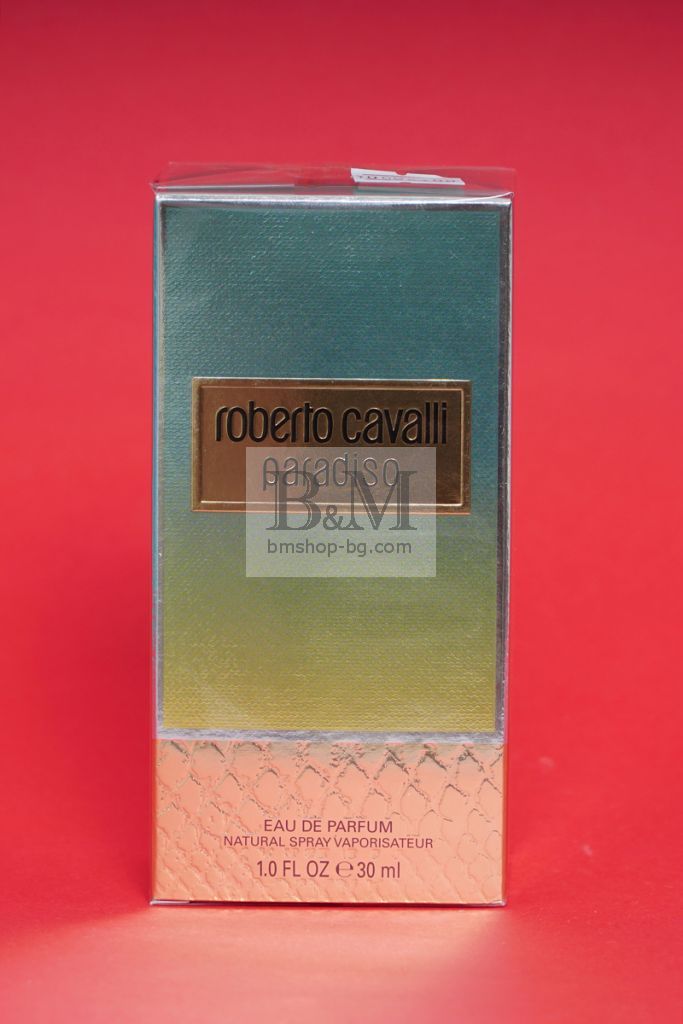 roberto cavalli
paradiso
B&M
bmshop-bg.com
EAU DE PARFUM
NATURAL SPRAY VAPORISATEUR
1.0 FL OZ ℮ 30 ml